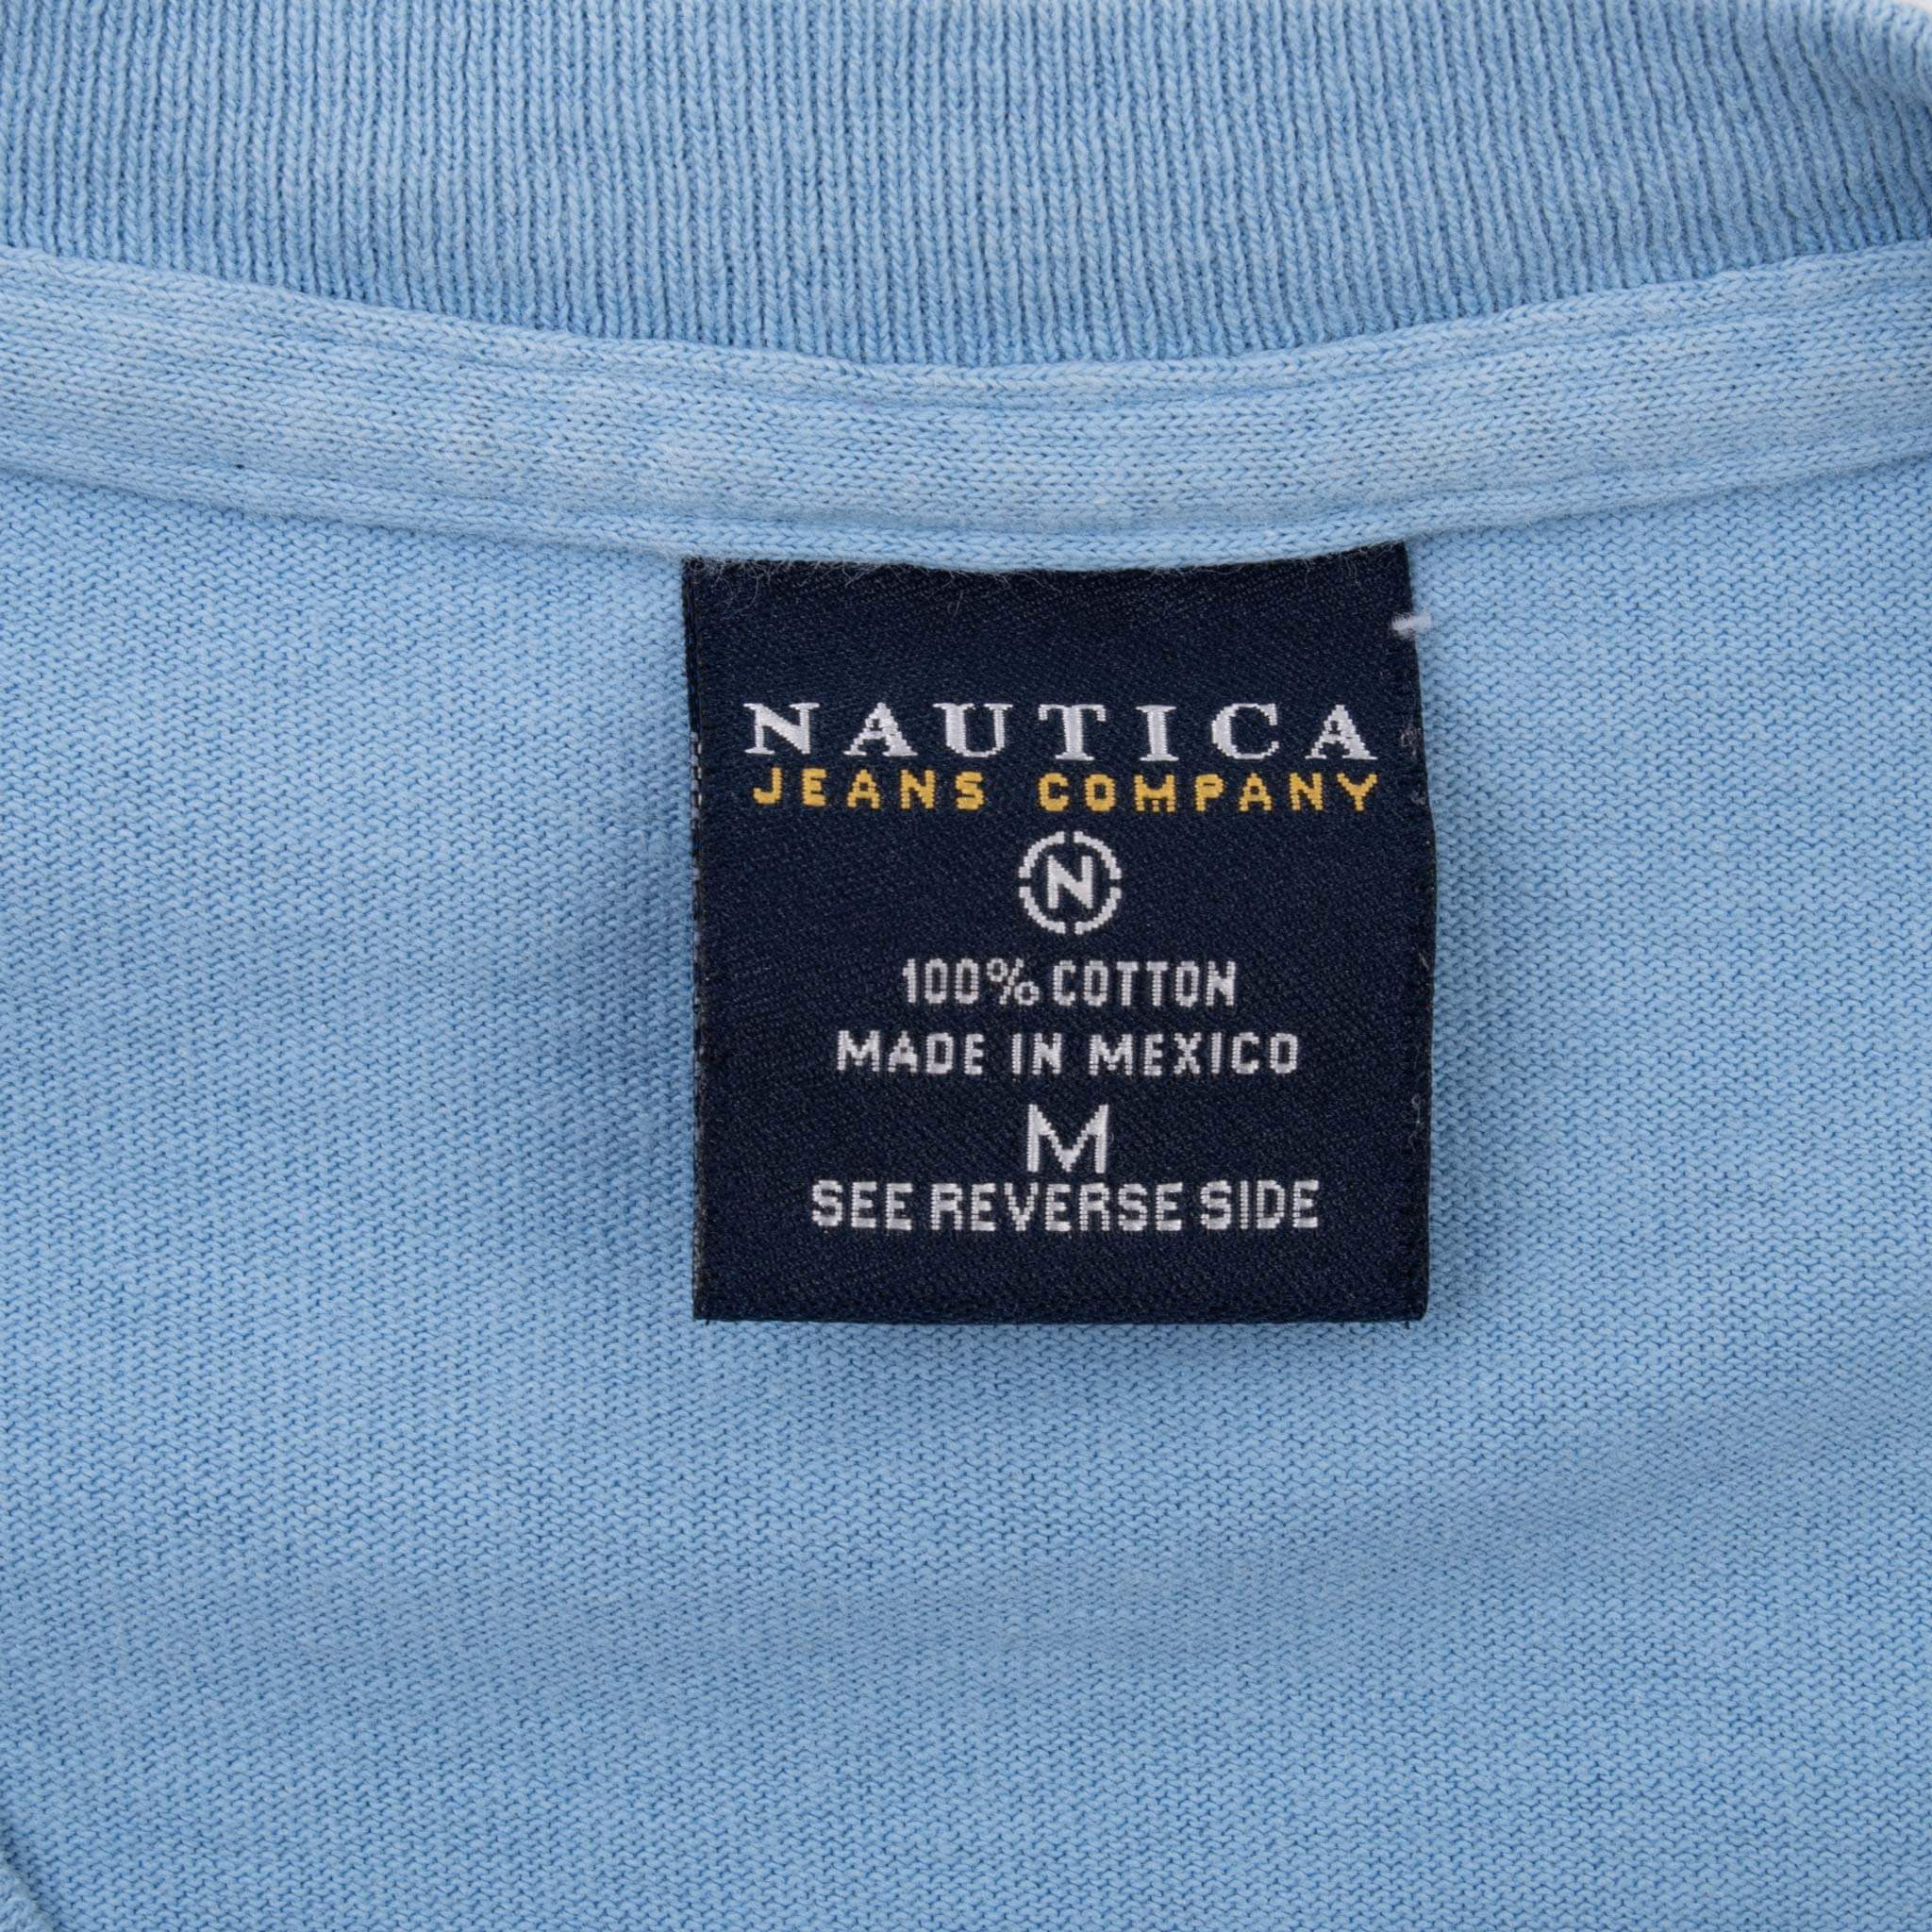 NAUTICA
JEANS COMPANY
N
100% COTTON
MADE IN MEXICO
M
SEE REVERSE SIDE